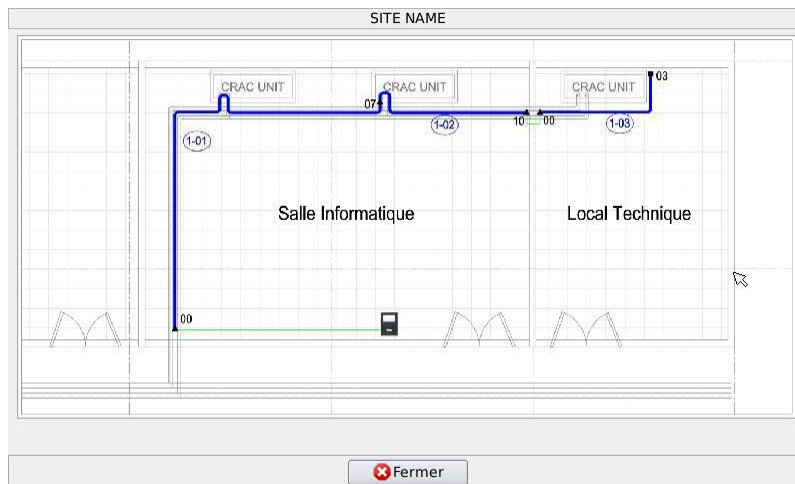 SITE NAME
CRAC UNIT
CRAC UNIT
CRAC UNIT
03
07
10
00
1-01
1-02
1-03
Salle Informatique
Local Technique
00
Fermer